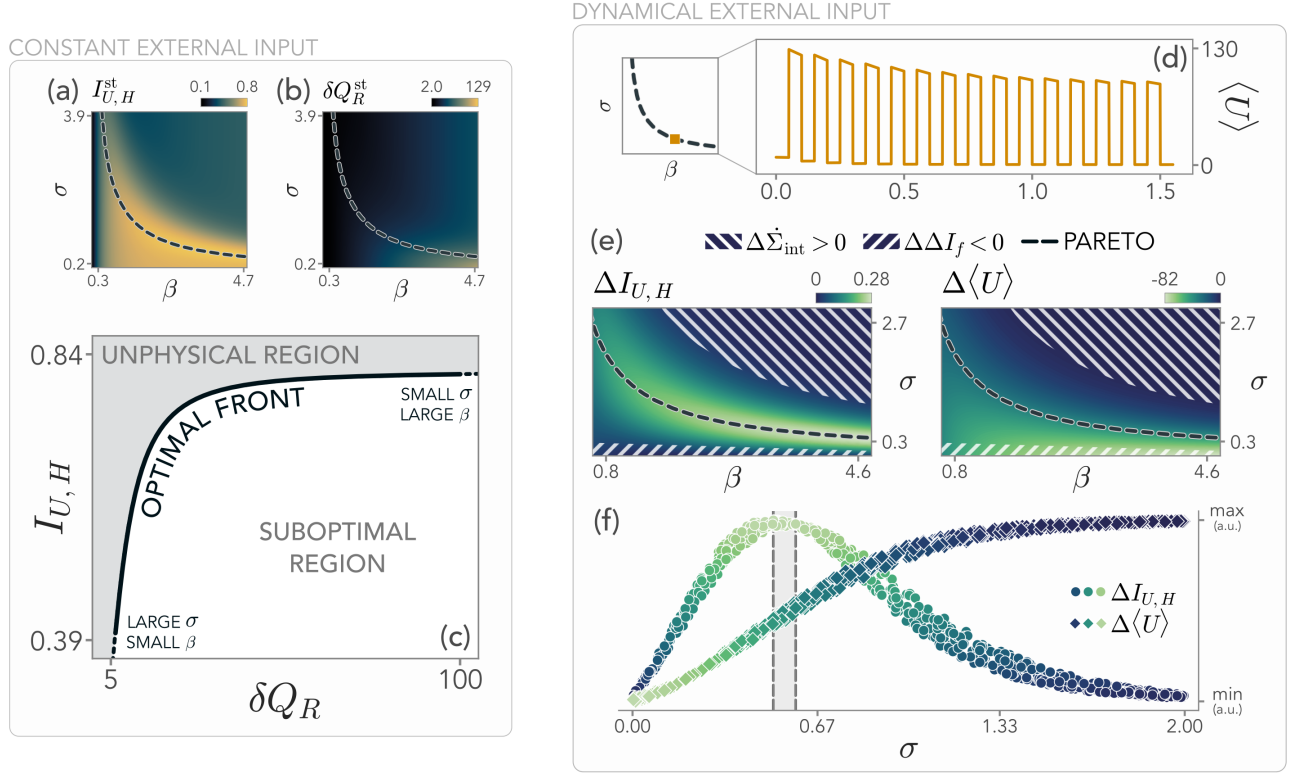 DYNAMICAL EXTERNAL INPUT
CONSTANT EXTERNAL INPUT
(a) I^st_U,H 0.1 0.8
3.9
σ
0.2
0.3 β 4.7
(b) δQ^st_R 2.0 129
3.9
σ
0.2
0.3 β 4.7
0.84
UNPHYSICAL REGION
OPTIMAL FRONT
SMALL σ
LARGE β
I_U,H
SUBOPTIMAL
REGION
LARGE σ
SMALL β
0.39
(c)
5 100
δQ_R
σ
β
(d)
130
⟨U⟩
0
0.0 0.5 1.0 1.5
(e)
ΔΣ̇_int > 0 ΔΔI_f < 0 PARETO
ΔI_U,H 0 0.28
2.7
σ
0.3
0.8 β 4.6
Δ⟨U⟩ -82 0
2.7
σ
0.3
0.8 β 4.6
(f)
max
(a.u.)
ΔI_U,H
Δ⟨U⟩
min
(a.u.)
0.00 0.67 1.33 2.00
σ